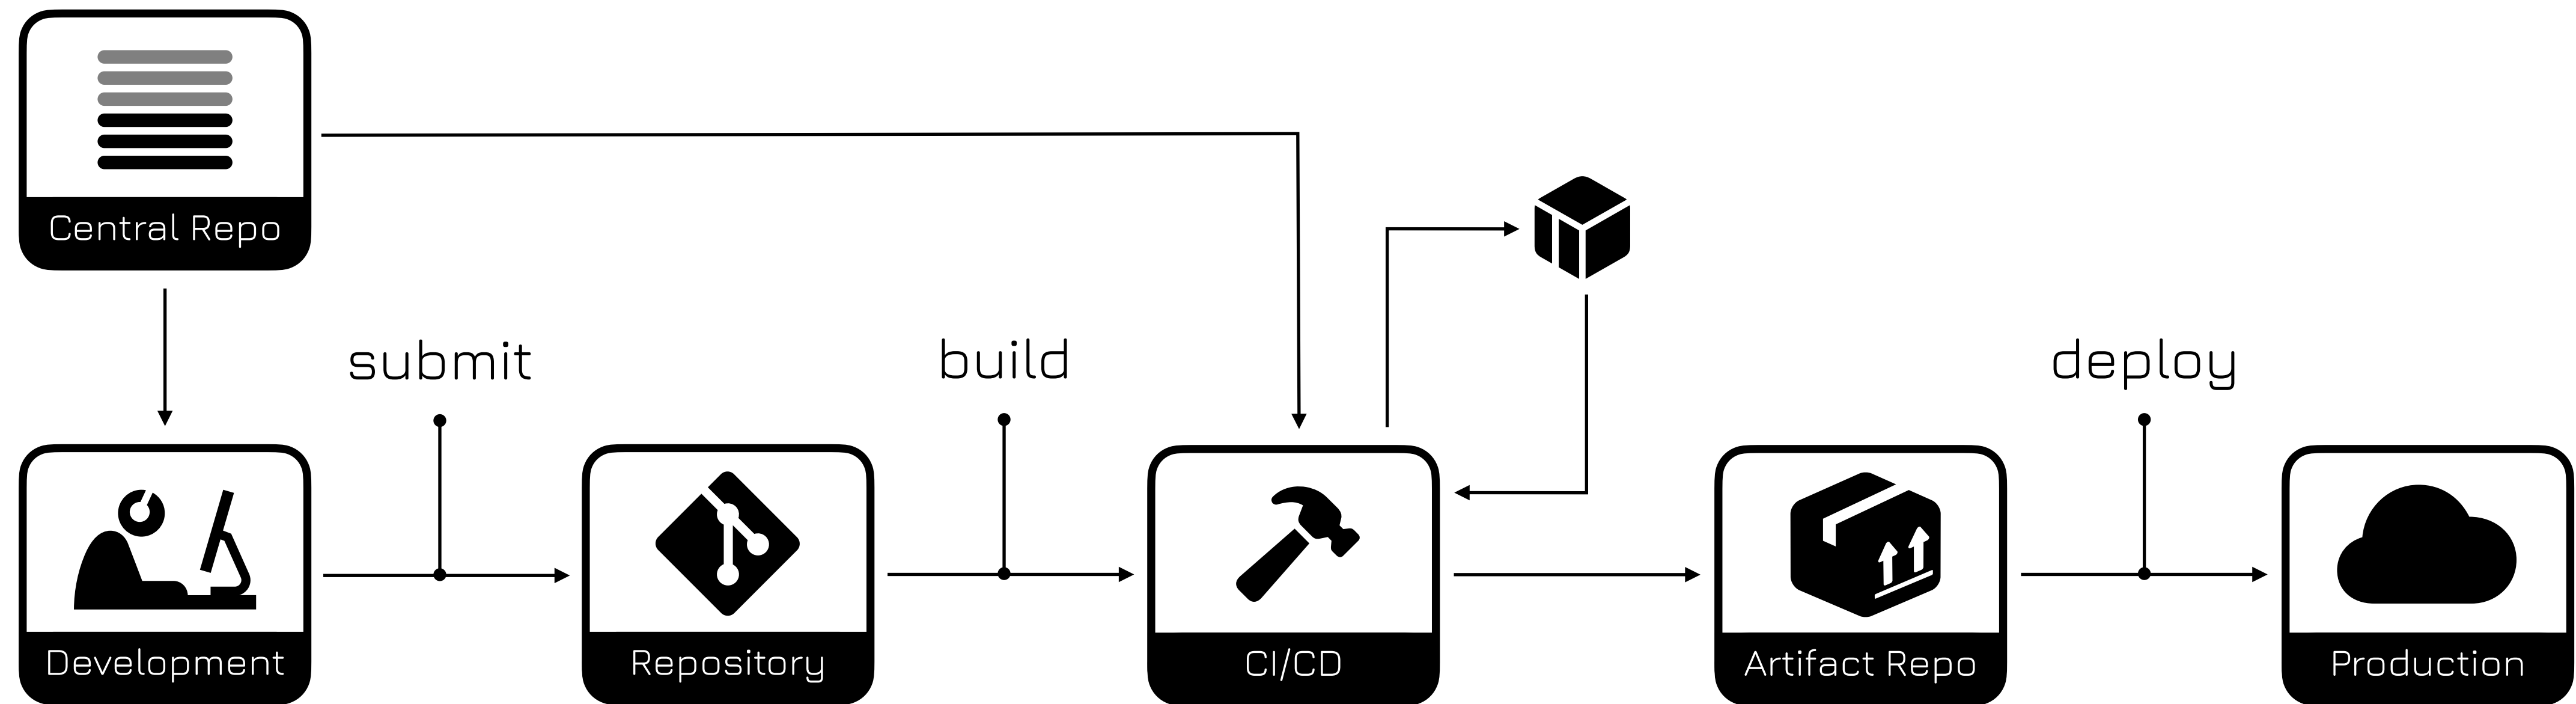 Central Repo
submit
build
deploy
Development
Repository
CI/CD
Artifact Repo
Production